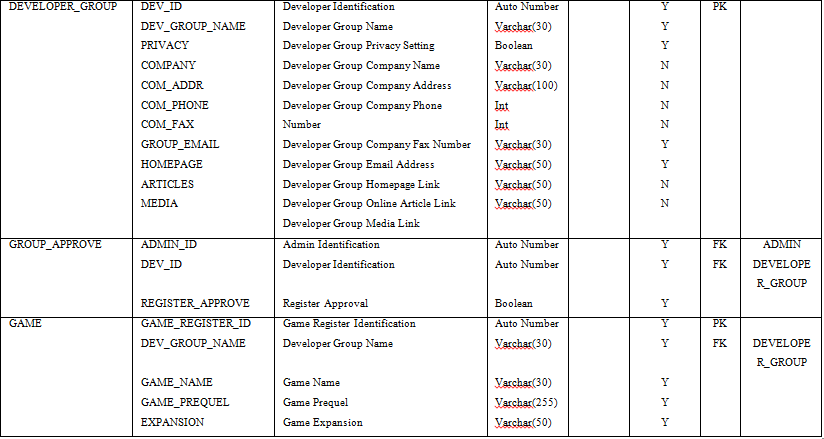 DEVELOPER_GROUP DEV_ID Developer Identification Auto Number Y PK
DEV_GROUP_NAME Developer Group Name Varchar(30) Y
PRIVACY Developer Group Privacy Setting Boolean Y
COMPANY Developer Group Company Name Varchar(30) N
COM_ADDR Developer Group Company Address Varchar(100) N
COM_PHONE Developer Group Company Phone Int N
COM_FAX Number Int N
GROUP_EMAIL Developer Group Company Fax Number Varchar(30) Y
HOMEPAGE Developer Group Email Address Varchar(50) Y
ARTICLES Developer Group Homepage Link Varchar(50) N
MEDIA Developer Group Online Article Link Varchar(50) N
Developer Group Media Link
GROUP_APPROVE ADMIN_ID Admin Identification Auto Number Y FK ADMIN
DEV_ID Developer Identification Auto Number Y FK DEVELOPE
R_GROUP
REGISTER_APPROVE Register Approval Boolean Y
GAME GAME_REGISTER_ID Game Register Identification Auto Number Y PK
DEV_GROUP_NAME Developer Group Name Varchar(30) Y FK DEVELOPE
R_GROUP
GAME_NAME Game Name Varchar(30) Y
GAME_PREQUEL Game Prequel Varchar(255) Y
EXPANSION Game Expansion Varchar(50) Y